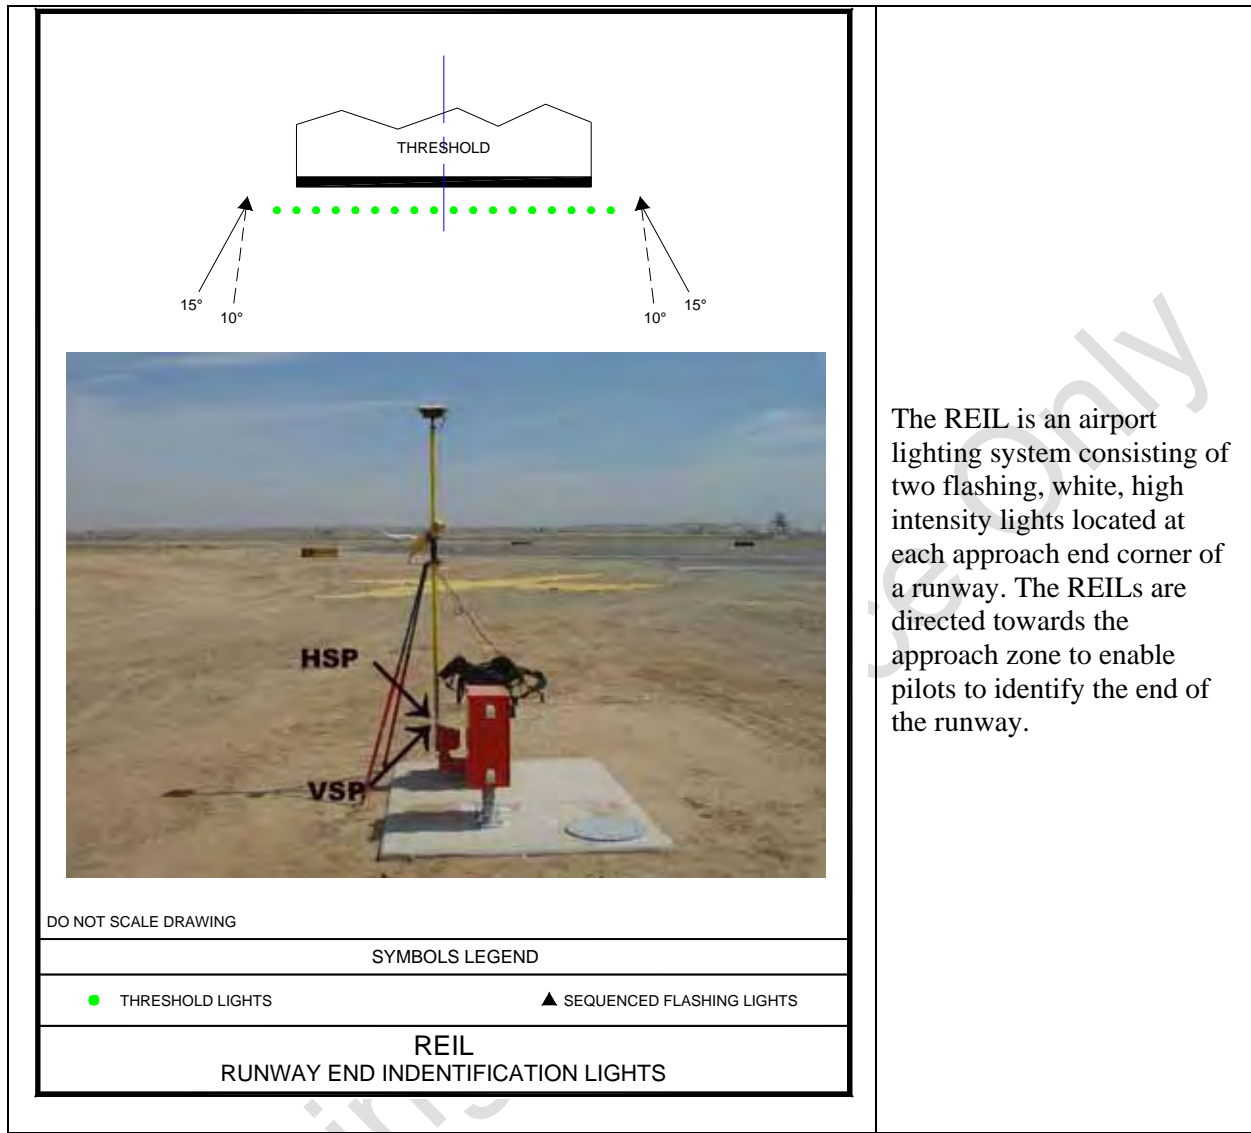 THRESHOLD
15°
10°
10°
15°
HSP
VSP
DO NOT SCALE DRAWING
SYMBOLS LEGEND
THRESHOLD LIGHTS
SEQUENCED FLASHING LIGHTS
REIL
RUNWAY END INDENTIFICATION LIGHTS
The REIL is an airport
lighting system consisting of
two flashing, white, high
intensity lights located at
each approach end corner of
a runway. The REILs are
directed towards the
approach zone to enable
pilots to identify the end of
the runway.
Only